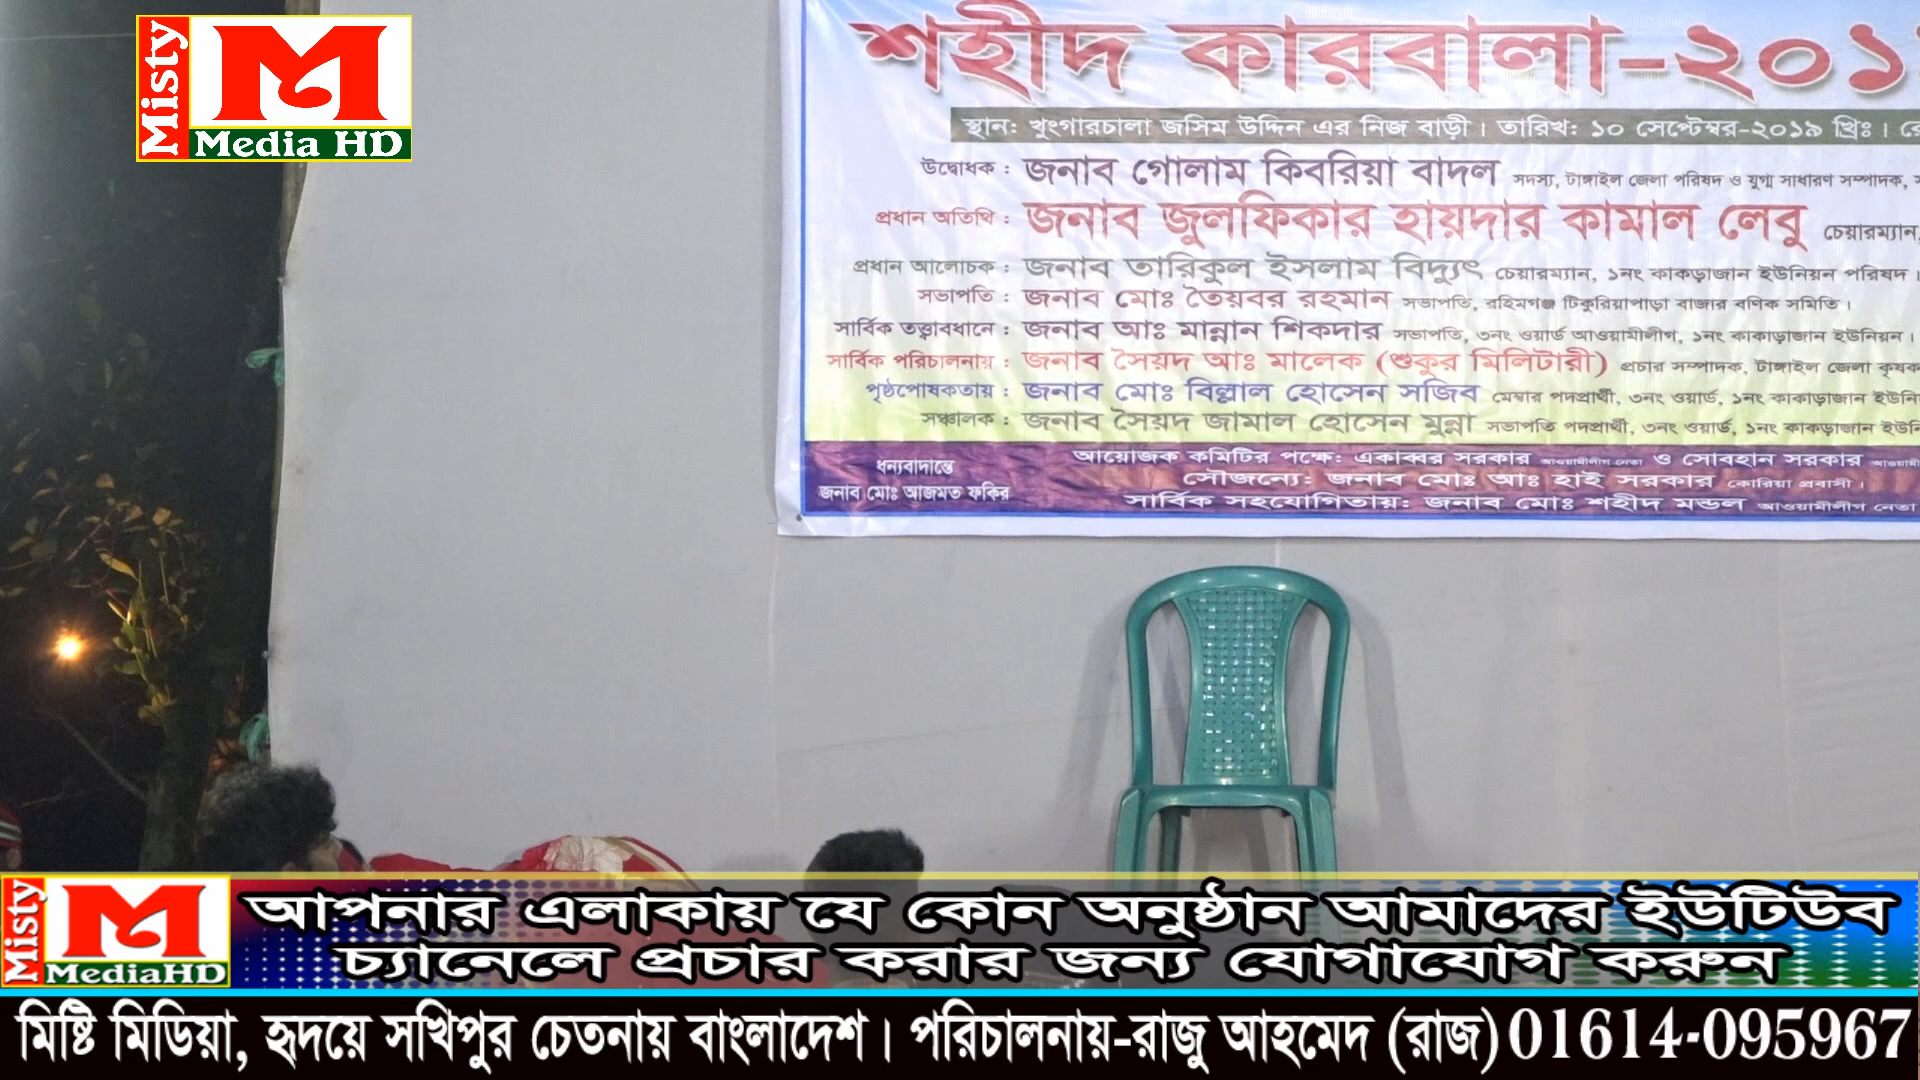 Misty
M
Media HD
শহীদ কারবালা-২০১
স্থান: খুংগারচালা জসিম উদ্দিন এর নিজ বাড়ী। তারিখ: ১০ সেপ্টেম্বর-২০১৯ খ্রিঃ।
উদ্বোধক : জনাব গোলাম কিবরিয়া বাদল সদস্য, টাঙ্গাইল জেলা পরিষদ ও যুগ্ম সাধারণ সম্পাদক,
প্রধান অতিথি : জনাব জুলফিকার হায়দার কামাল লেবু চেয়ারম্যান,
প্রধান আলোচক : জনাব তারিকুল ইসলাম বিদ্যুৎ চেয়ারম্যান, ১নং কাকড়াজান ইউনিয়ন পরিষদ।
সভাপতি : জনাব মোঃ তৈয়বর রহমান সভাপতি, রহিমগঞ্জ টিকুরিয়াপাড়া বাজার বণিক সমিতি।
সার্বিক তত্ত্বাবধানে : জনাব আঃ মান্নান শিকদার সভাপতি, ৩নং ওয়ার্ড আওয়ামীলীগ, ১নং কাকাড়াজান ইউনিয়ন।
সার্বিক পরিচালনায় : জনাব সৈয়দ আঃ মালেক (শুকুর মিলিটারী) প্রচার সম্পাদক, টাঙ্গাইল জেলা কৃষক
পৃষ্ঠপোষকতায় : জনাব মোঃ বিল্লাল হোসেন সজিব মেম্বার পদপ্রার্থী, ৩নং ওয়ার্ড, ১নং কাকাড়াজান ইউনি
সঞ্চালক : জনাব সৈয়দ জামাল হোসেন মুন্না সভাপতি পদপ্রার্থী, ৩নং ওয়ার্ড, ১নং কাকড়াজান ইউনি
ধন্যবাদান্তে
জনাব মোঃ আজমত ফকির
আয়োজক কমিটির পক্ষে: একাব্বর সরকার আওয়ামীলীগ নেতা ও সোবহান সরকার
সৌজন্যে: জনাব মোঃ আঃ হাই সরকার কোরিয়া প্রবাসী।
সার্বিক সহযোগিতায়: জনাব মোঃ শহীদ মন্ডল আওয়ামীলীগ নেতা
Misty
M
MediaHD
আপনার এলাকায় যে কোন অনুষ্ঠান আমাদের ইউটিউব
চ্যানেলে প্রচার করার জন্য যোগাযোগ করুন
মিষ্টি মিডিয়া, হৃদয়ে সখিপুর চেতনায় বাংলাদেশ। পরিচালনায়-রাজু আহমেদ (রাজ) 01614-095967